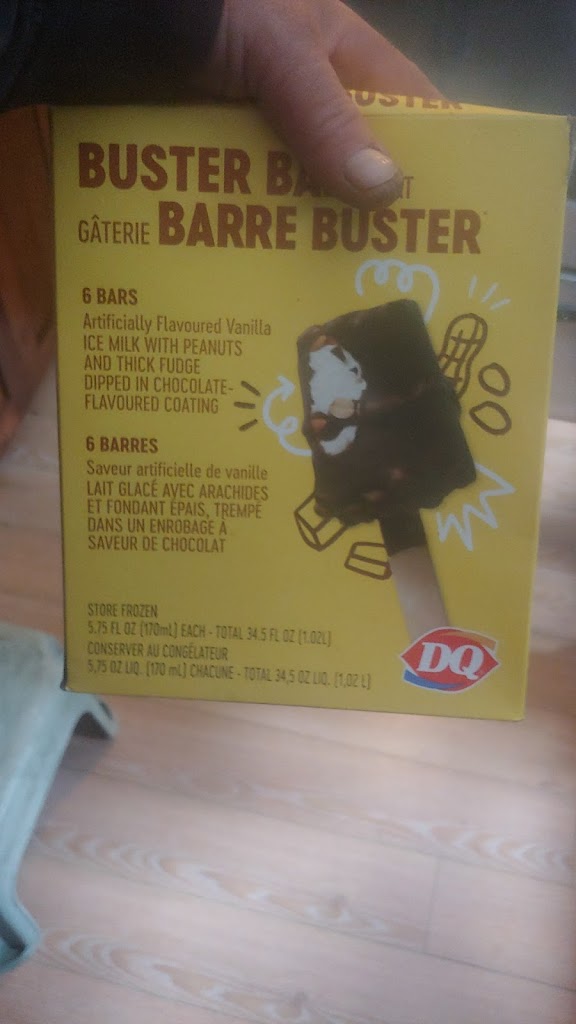 BUSTER
BUSTER
GÂTERIE BARRE BUSTER
6 BARS
Artificially Flavoured Vanilla
ICE MILK WITH PEANUTS
AND THICK FUDGE
DIPPED IN CHOCOLATE-
FLAVOURED COATING
6 BARRES
Saveur artificielle de vanille
LAIT GLACÉ AVEC ARACHIDES
ET FONDANT ÉPAIS, TREMPÉ
DANS UN ENROBAGE À
SAVEUR DE CHOCOLAT
STORE FROZEN
5.75 FL OZ (170mL) EACH - TOTAL 34.5 FL OZ (1.02L)
CONSERVER AU CONGÉLATEUR
5,75 OZ LIQ. (170 mL) CHACUNE - TOTAL 34,5 OZ LIQ. (1,02 L)
DQ